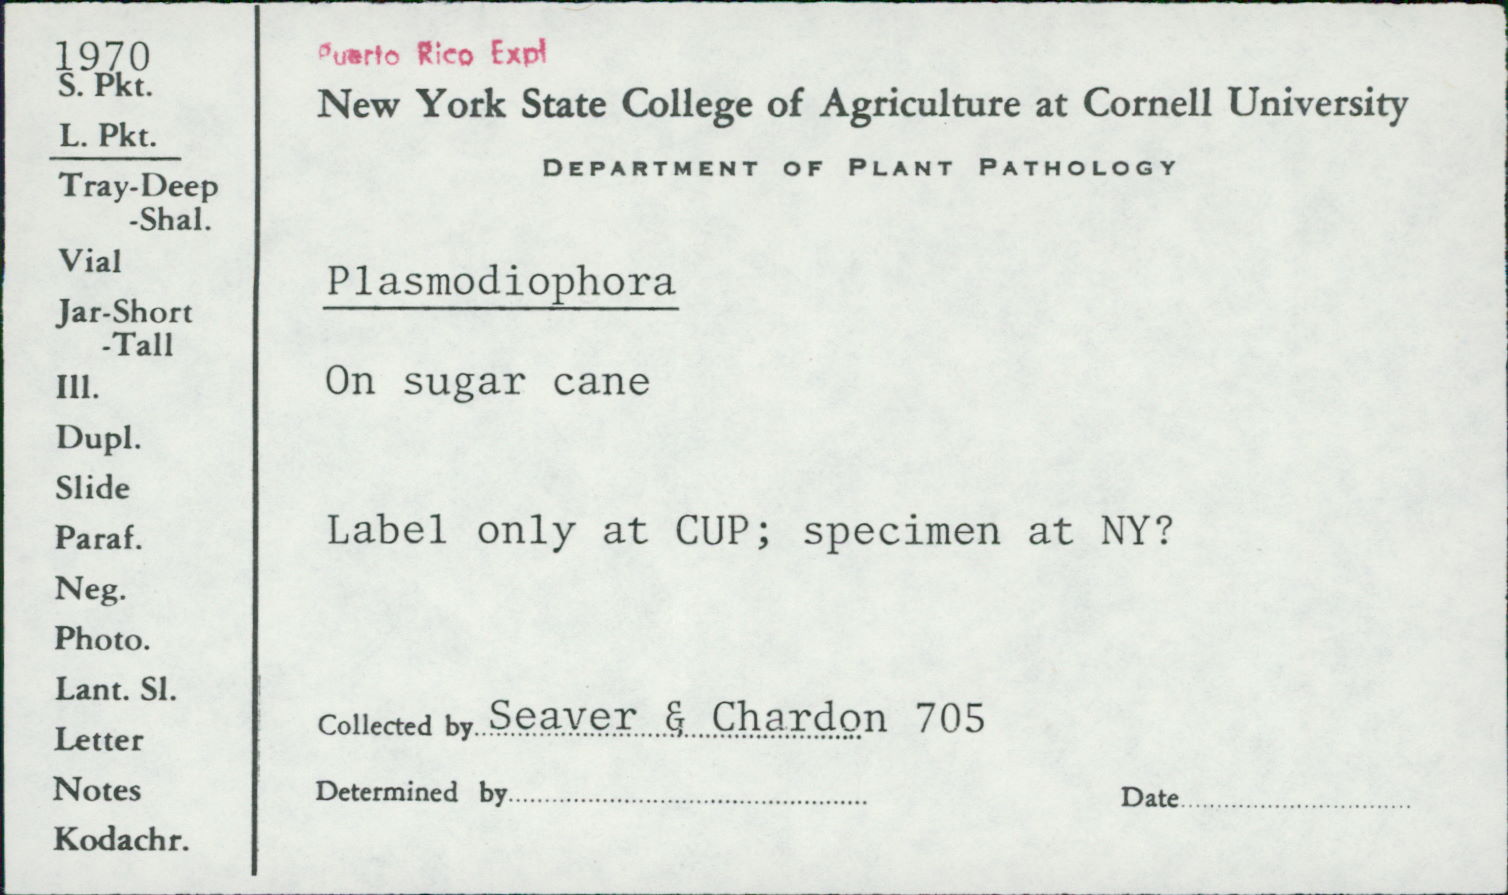 1970
S. Pkt.
L. Pkt.
Tray-Deep
-Shal.
Vial
Jar-Short
-Tall
Ill.
Dupl.
Slide
Paraf.
Neg.
Photo.
Lant. Sl.
Letter
Notes
Kodachr.
Puerto Rico Expl
New York State College of Agriculture at Cornell University
DEPARTMENT OF PLANT PATHOLOGY
Plasmodiophora
On sugar cane
Label only at CUP; specimen at NY?
Collected by Seaver & Chardon 705
Determined by
Date